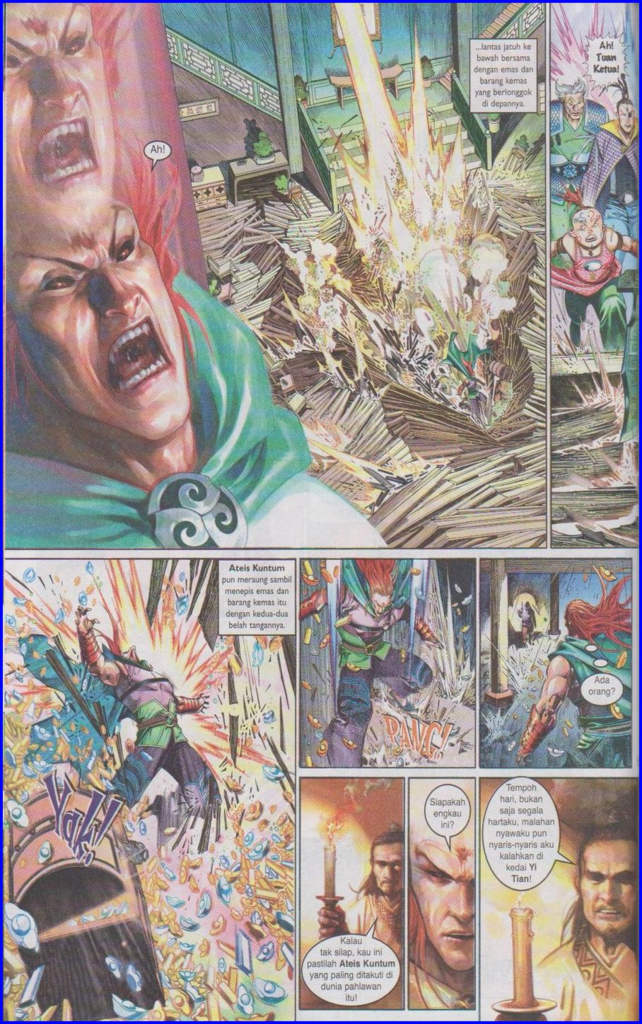 Ah!
...lantas jatuh ke
bawah bersama
dengan emas dan
barang kemas
yang berlonggok
di depannya.
Ah!
Tuan
Ketua!
Ateis Kuntum
pun meraung sambil
menepis emas dan
barang kemas itu
dengan kedua-dua
belah tangannya.
Yak!
PANG!
Ada
orang?
Kalau
tak silap, kau ini
pastilah Ateis Kuntum
yang paling ditakuti di
dunia pahlawan
itu!
Siapakah
engkau
ini?
Tempoh
hari, bukan
saja segala
hartaku, malahan
nyawaku pun
nyaris-nyaris aku
kalahkan di
kedai Yi
Tian!